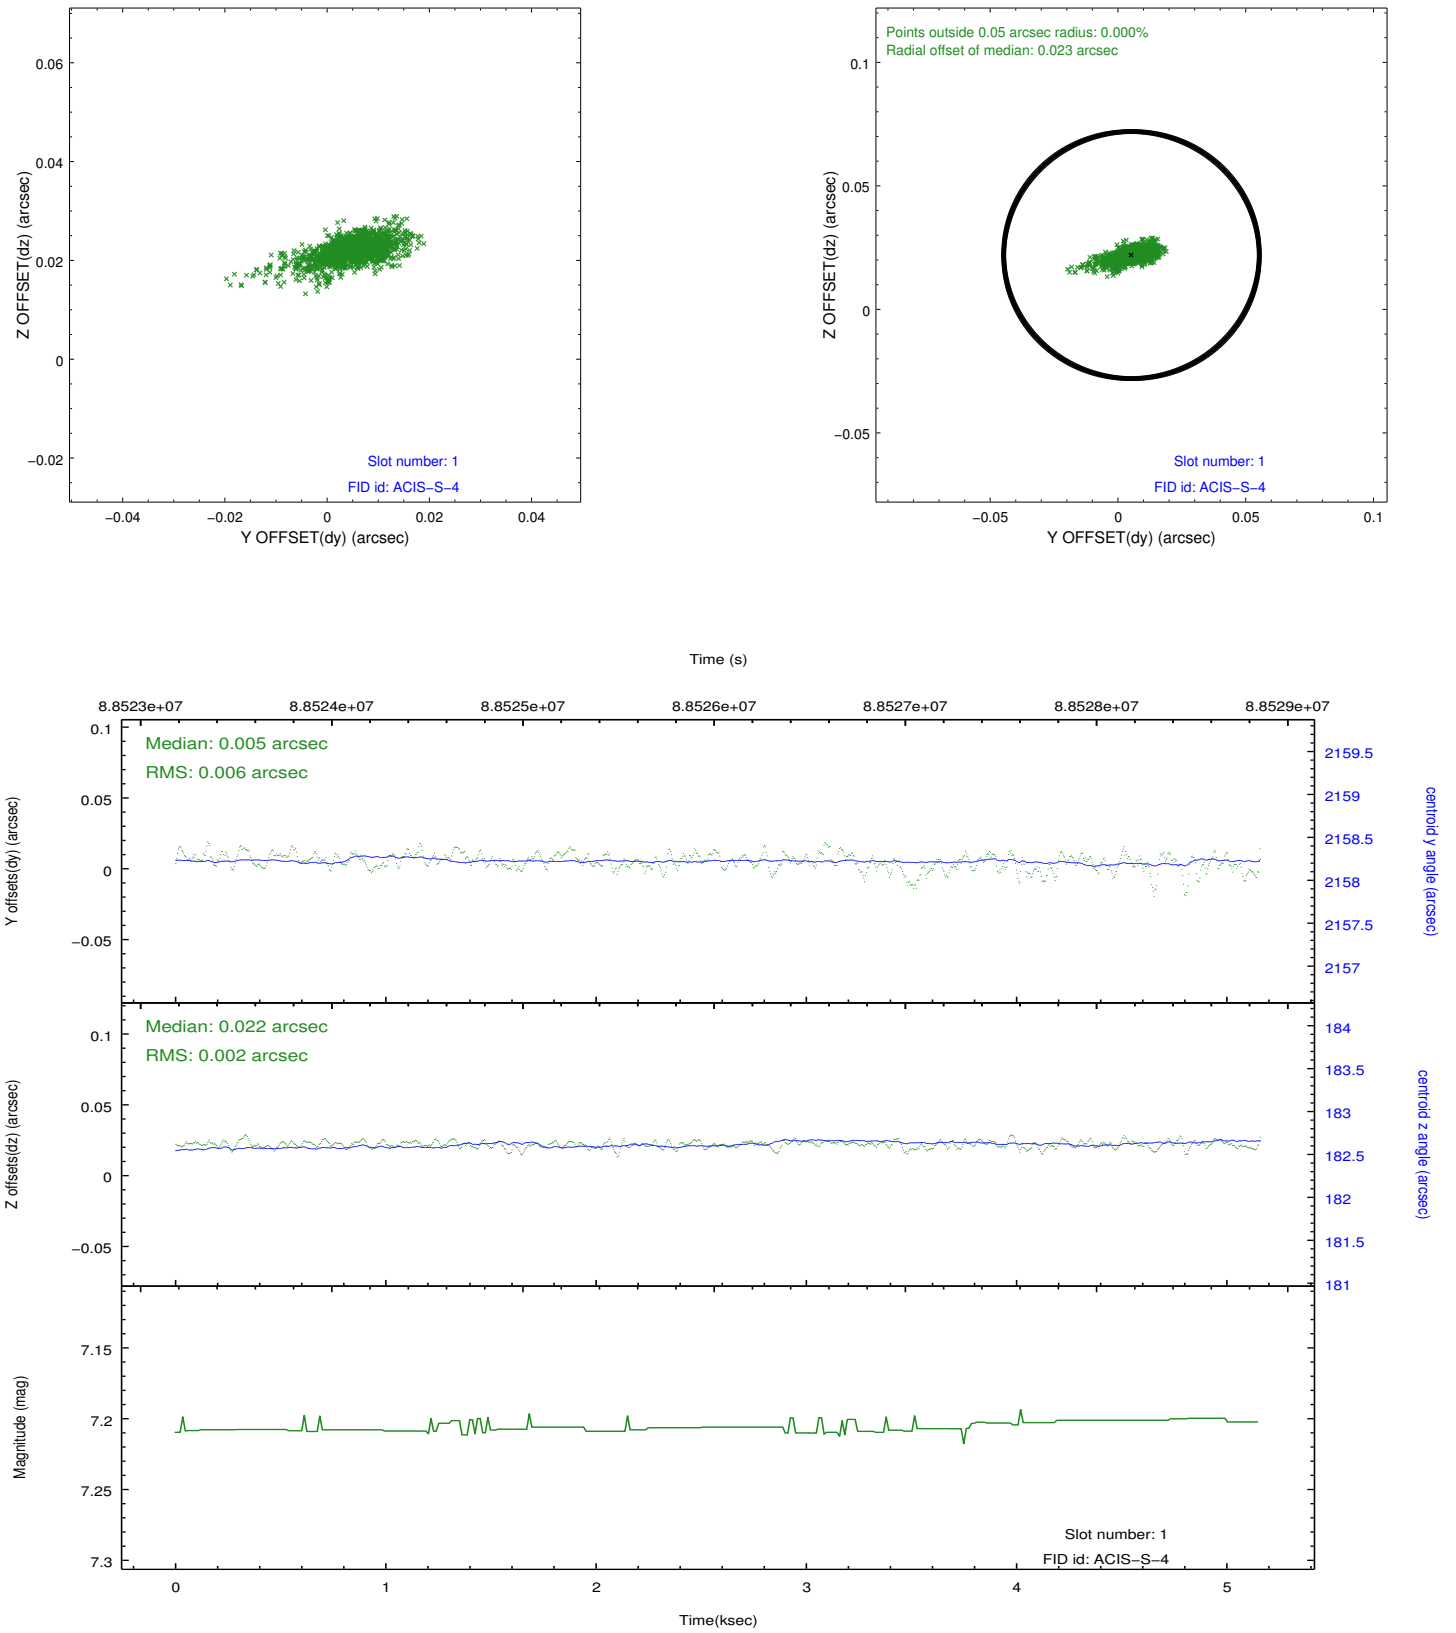 0.06
0.04
0.02
0
−0.02
−0.04
−0.02
0
0.02
0.04
Z OFFSET(dz) (arcsec)
Y OFFSET(dy) (arcsec)
Slot number: 1
FID id: ACIS−S−4
Points outside 0.05 arcsec radius: 0.000%
Radial offset of median: 0.023 arcsec
0.1
0.05
0
−0.05
−0.05
0
0.05
0.1
Z OFFSET(dz) (arcsec)
Y OFFSET(dy) (arcsec)
Slot number: 1
FID id: ACIS−S−4
Time (s)
8.8523e+07
8.8524e+07
8.8525e+07
8.8526e+07
8.8527e+07
8.8528e+07
8.8529e+07
Median: 0.005 arcsec
RMS: 0.006 arcsec
0.1
0.05
0
−0.05
Y offsets(dy) (arcsec)
2159.5
2159
2158.5
2158
2157.5
2157
centroid y angle (arcsec)
Median: 0.022 arcsec
RMS: 0.002 arcsec
0.1
0.05
0
−0.05
Z offsets(dz) (arcsec)
184
183.5
183
182.5
182
181.5
181
centroid z angle (arcsec)
7.15
7.2
7.25
7.3
Magnitude (mag)
Slot number: 1
FID id: ACIS−S−4
0
1
2
3
4
5
Time(ksec)